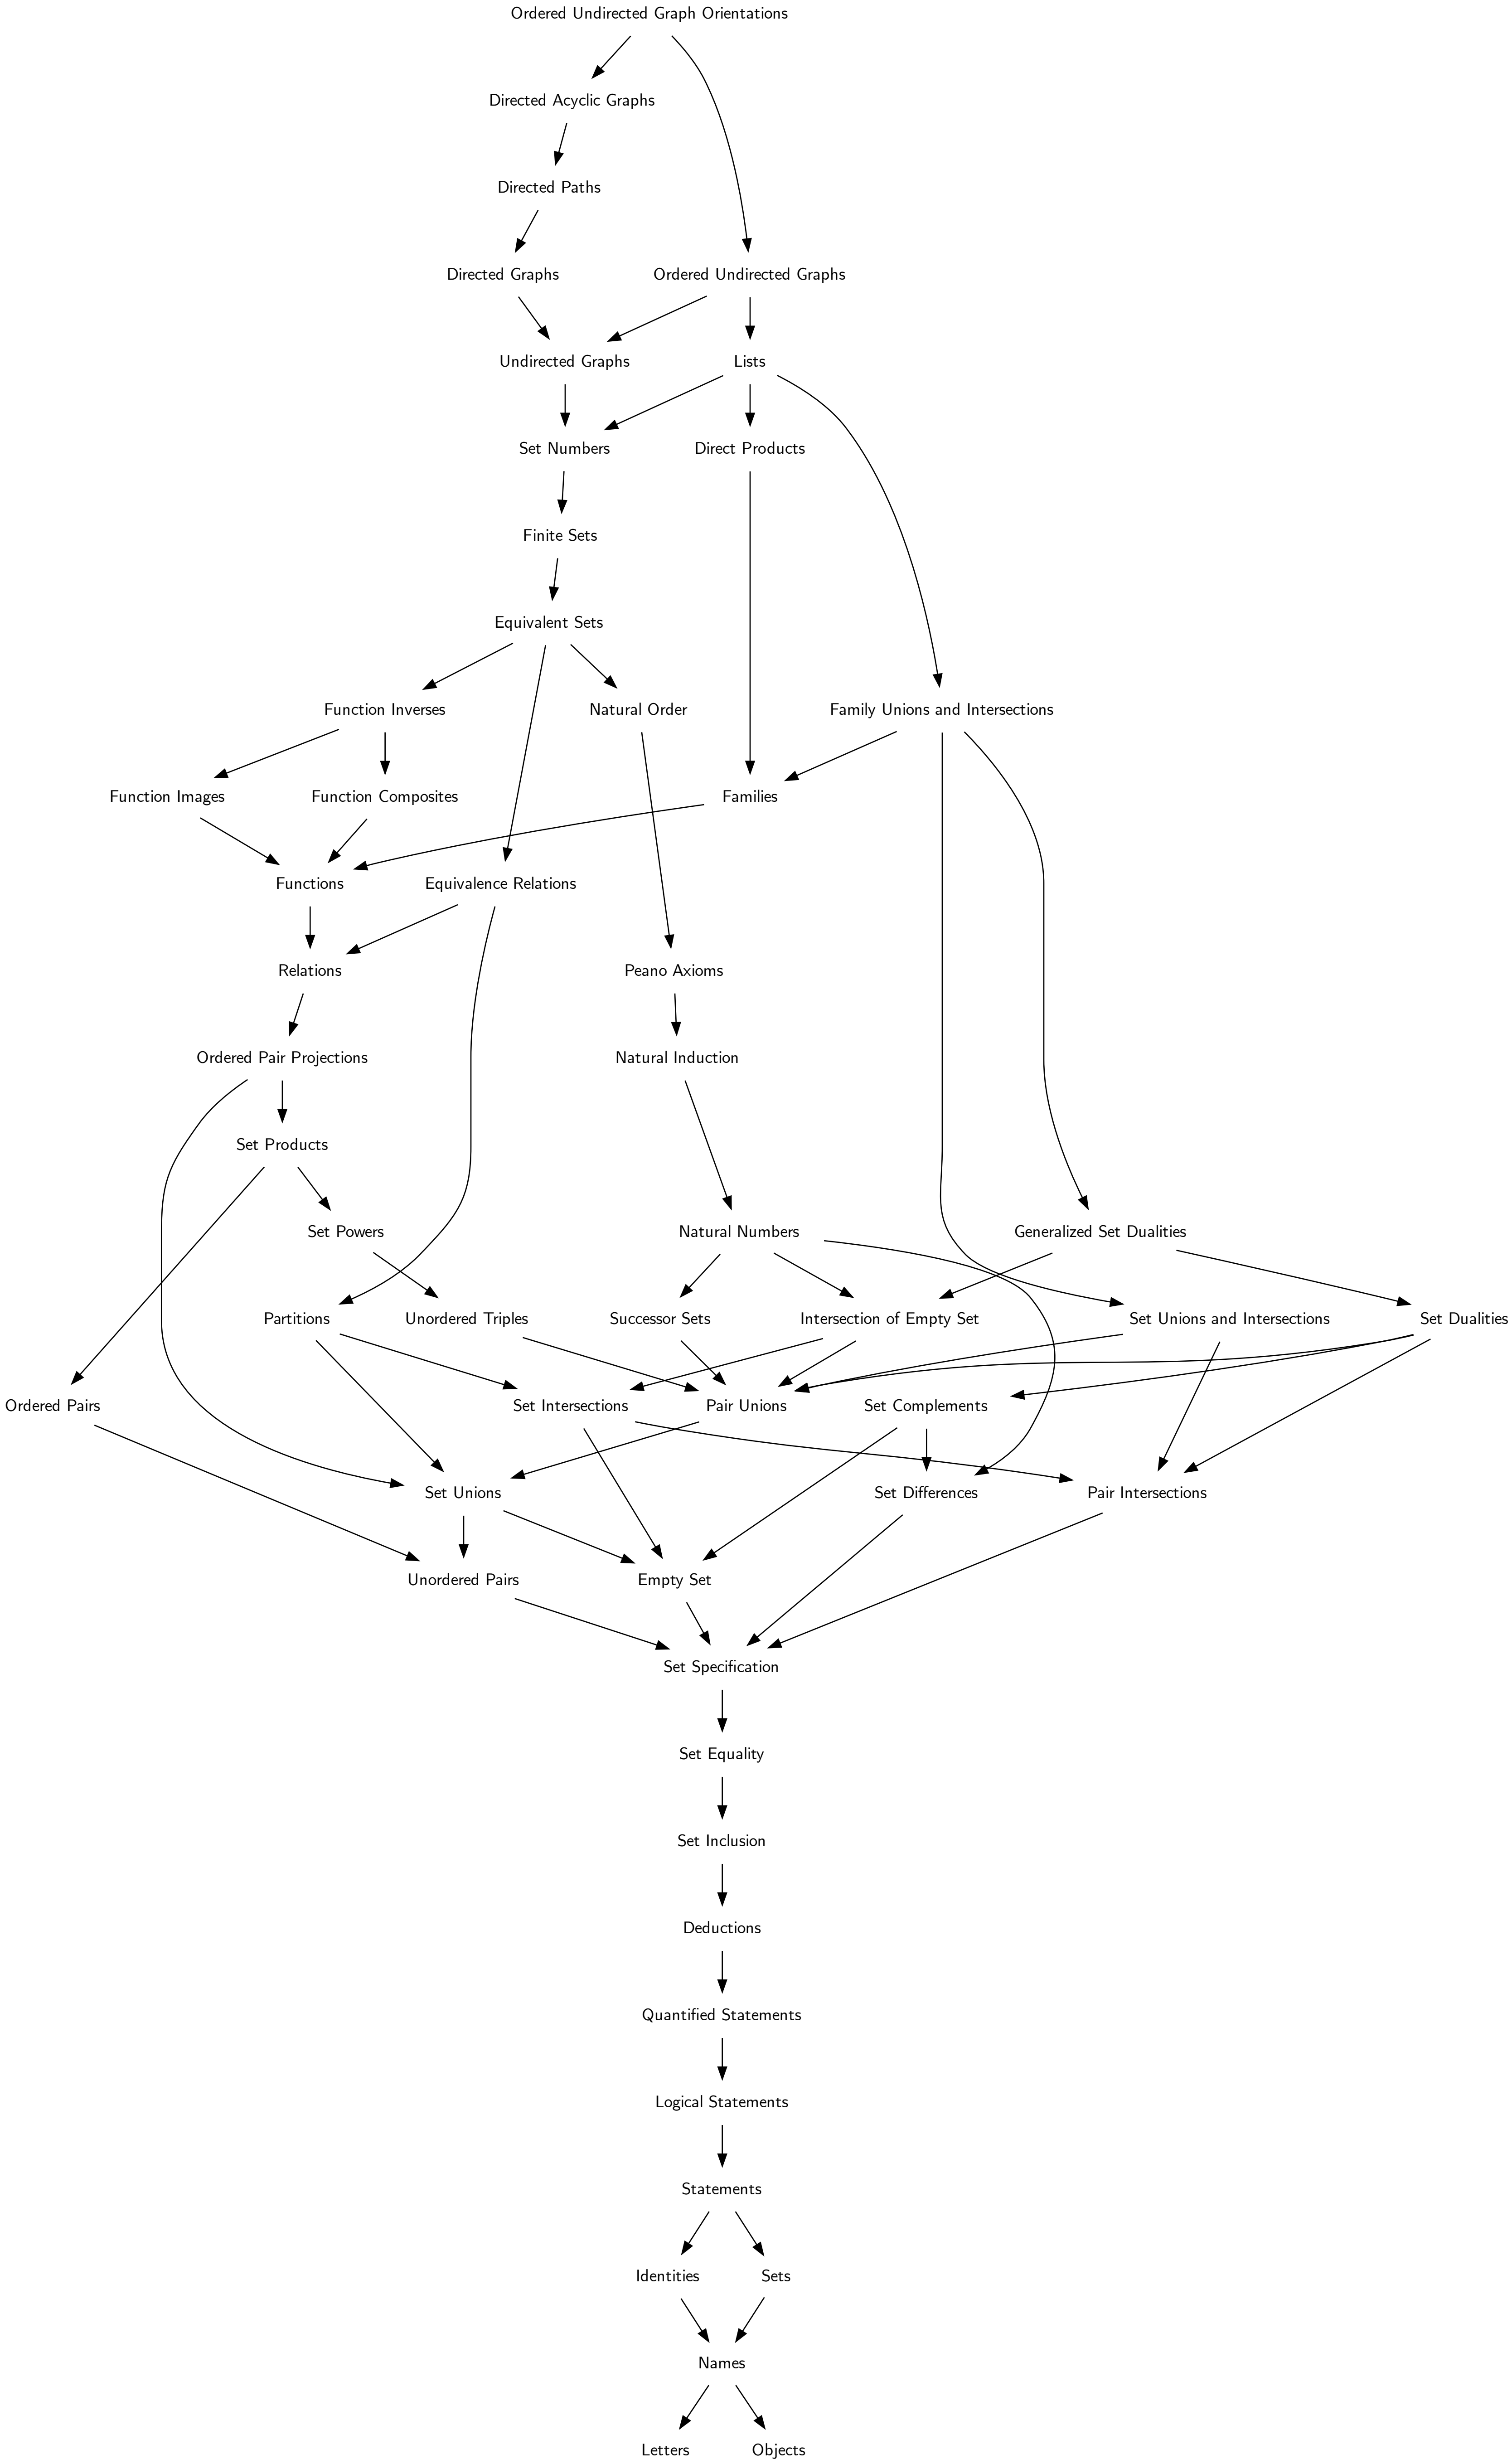 Ordered Undirected Graph Orientations
Directed Acyclic Graphs
Directed Paths
Directed Graphs
Ordered Undirected Graphs
Undirected Graphs
Lists
Set Numbers
Direct Products
Finite Sets
Equivalent Sets
Function Inverses
Natural Order
Family Unions and Intersections
Function Images
Function Composites
Families
Functions
Equivalence Relations
Relations
Peano Axioms
Ordered Pair Projections
Natural Induction
Set Products
Set Powers
Natural Numbers
Generalized Set Dualities
Partitions
Unordered Triples
Successor Sets
Intersection of Empty Set
Set Unions and Intersections
Set Dualities
Ordered Pairs
Set Intersections
Pair Unions
Set Complements
Set Unions
Set Differences
Pair Intersections
Unordered Pairs
Empty Set
Set Specification
Set Equality
Set Inclusion
Deductions
Quantified Statements
Logical Statements
Statements
Identities
Sets
Names
Letters
Objects